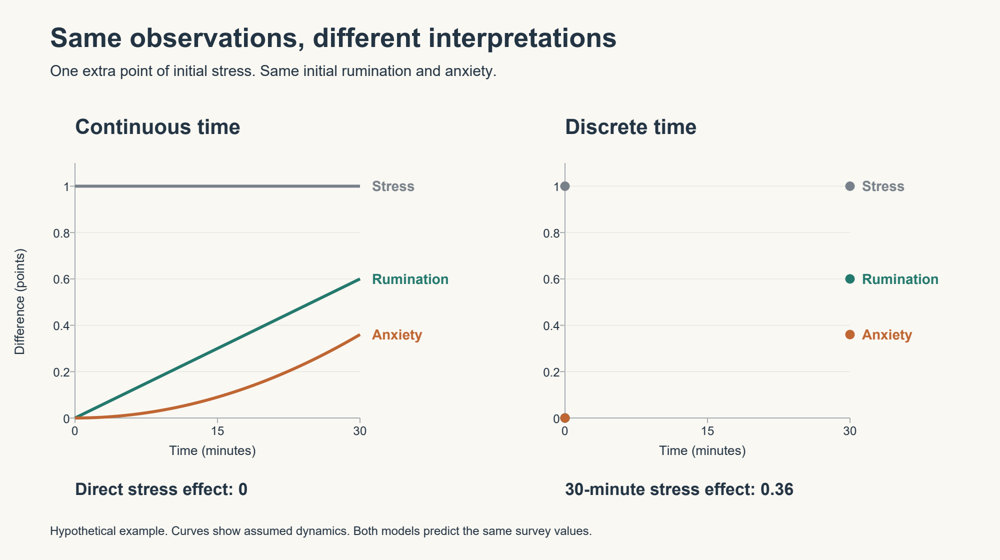 Same observations, different interpretations
One extra point of initial stress. Same initial rumination and anxiety.
Continuous time
Difference (points)
1
0.8
0.6
0.4
0.2
0
Stress
Rumination
Anxiety
0 15 30
Time (minutes)
Direct stress effect: 0
Discrete time
1
0.8
0.6
0.4
0.2
0
Stress
Rumination
Anxiety
0 15 30
Time (minutes)
30-minute stress effect: 0.36
Hypothetical example. Curves show assumed dynamics. Both models predict the same survey values.